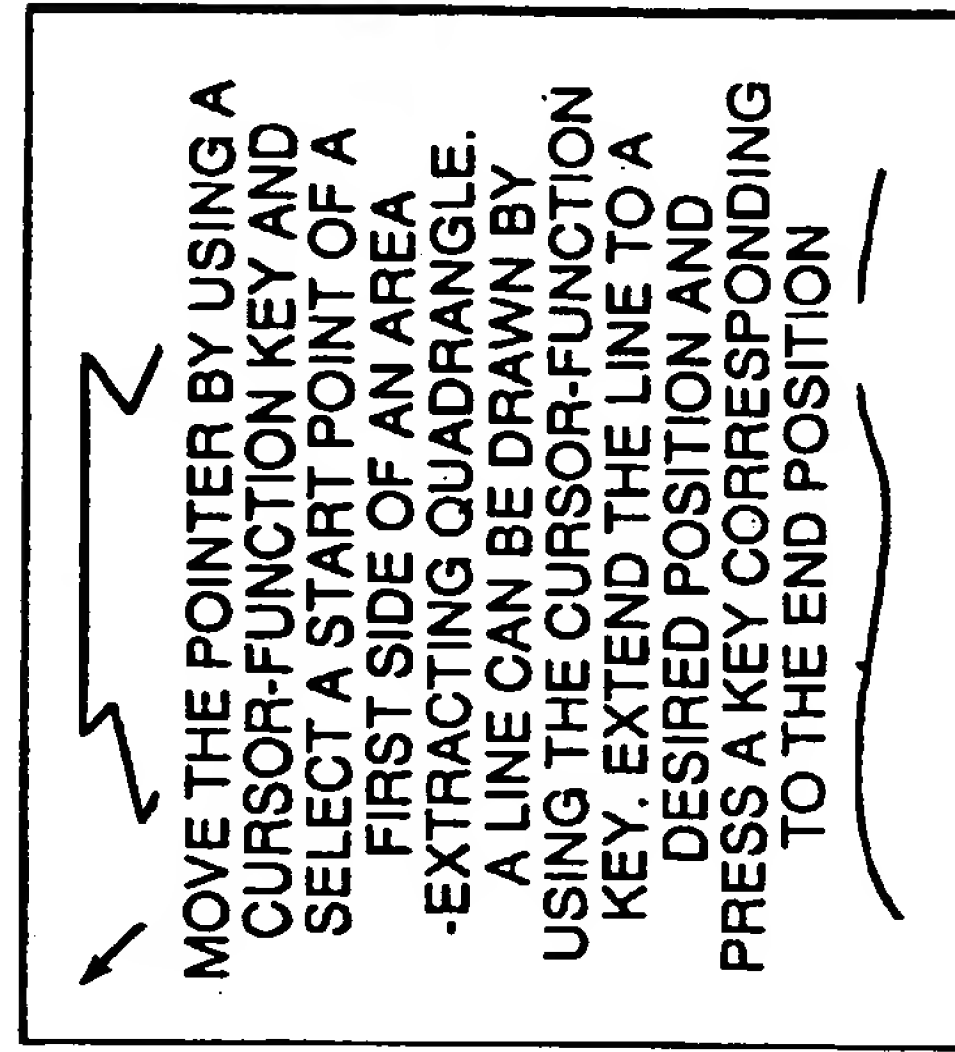 MOVE THE POINTER BY USING A
CURSOR-FUNCTION KEY AND
SELECT A START POINT OF A
FIRST SIDE OF AN AREA
-EXTRACTING QUADRANGLE.
A LINE CAN BE DRAWN BY
USING THE CURSOR-FUNCTION
KEY. EXTEND THE LINE TO A
DESIRED POSITION AND
PRESS A KEY CORRESPONDING
TO THE END POSITION